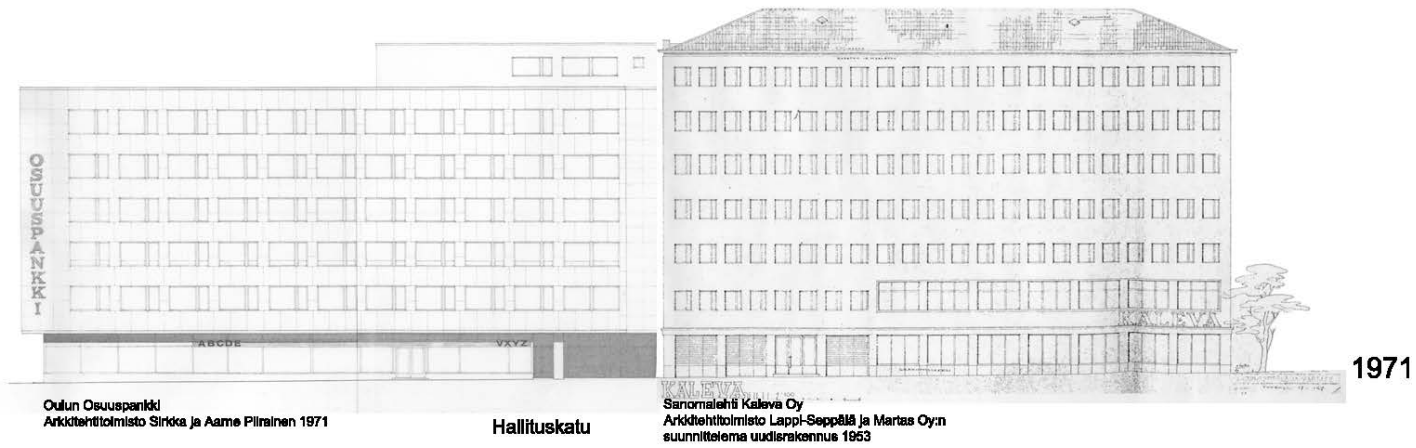 OSUUSPANKKI
ABCDE
VXYZ
KALEVA
KALEVA
1971
Oulun Osuuspankki
Arkkitehtitoimisto Sirkka ja Aarne Piirainen 1971
Hallituskatu
Sanomalehti Kaleva Oy
Arkkitehtitoimisto Lappi-Seppälä ja Martas Oy:n
suunnittelema uudisrakennus 1953